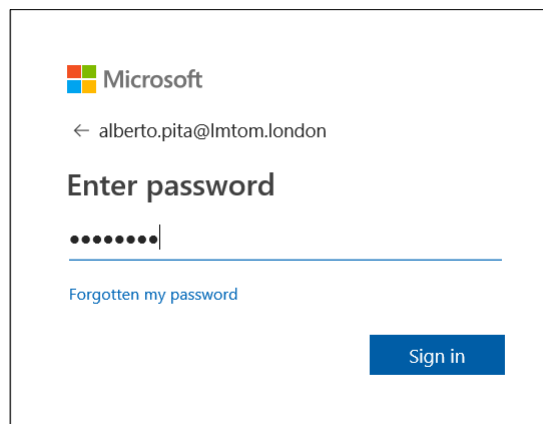 Microsoft
← alberto.pita@lmtom.london
Enter password
●●●●●●●●
Forgotten my password
Sign in